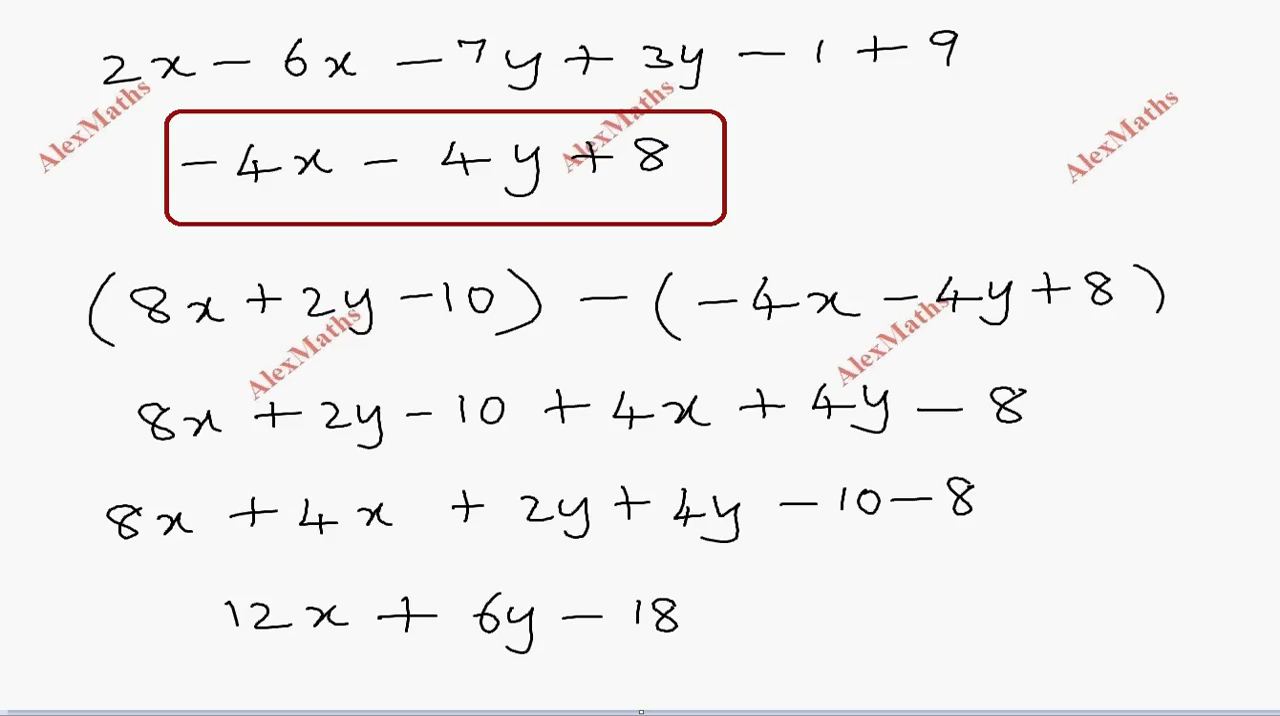 2x - 6x - 7y + 3y - 1 + 9
AlexMaths
AlexMaths
AlexMaths
- 4x - 4y + 8
(8x + 2y - 10) - (- 4x - 4y + 8)
AlexMaths
AlexMaths
8x + 2y - 10 + 4x + 4y - 8
8x + 4x + 2y + 4y - 10 - 8
12x + 6y - 18